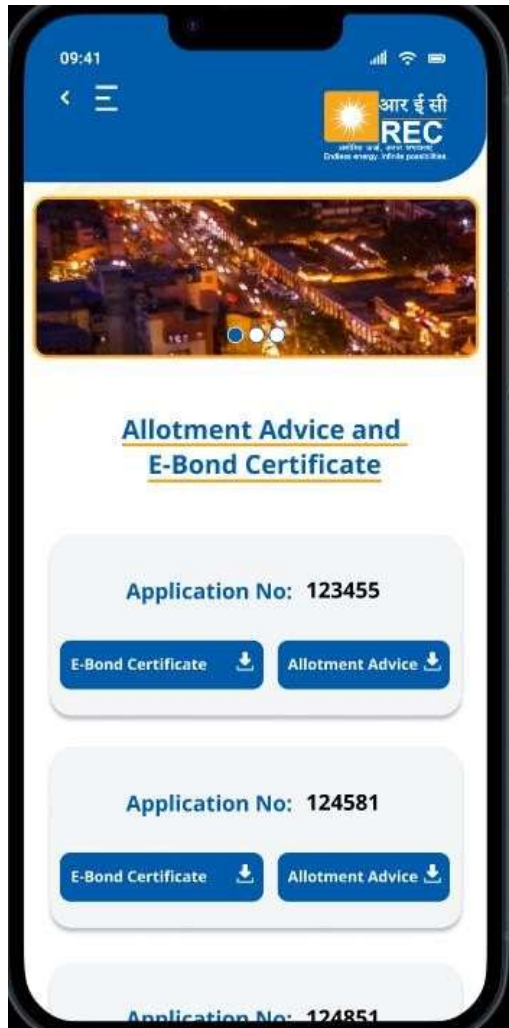 09:41
आर ई सी
REC
Endless energy. Infinite possibilities.
Allotment Advice and
E-Bond Certificate
Application No: 123455
E-Bond Certificate
Allotment Advice
Application No: 124581
E-Bond Certificate
Allotment Advice
Application No: 124851